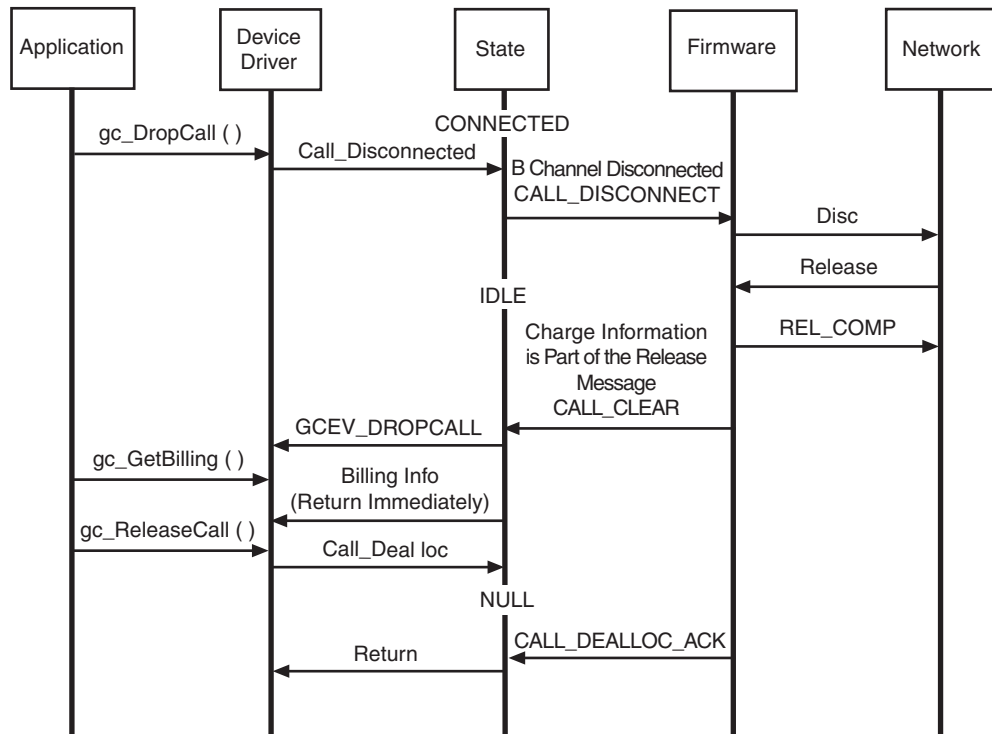 Application
Device
Driver
State
Firmware
Network
CONNECTED
gc_DropCall ( )
Call_Disconnected
B Channel Disconnected
CALL_DISCONNECT
Disc
Release
IDLE
REL_COMP
Charge Information
is Part of the Release
Message
CALL_CLEAR
GCEV_DROPCALL
gc_GetBilling ( )
Billing Info
(Return Immediately)
gc_ReleaseCall ( )
Call_Deal loc
NULL
CALL_DEALLOC_ACK
Return